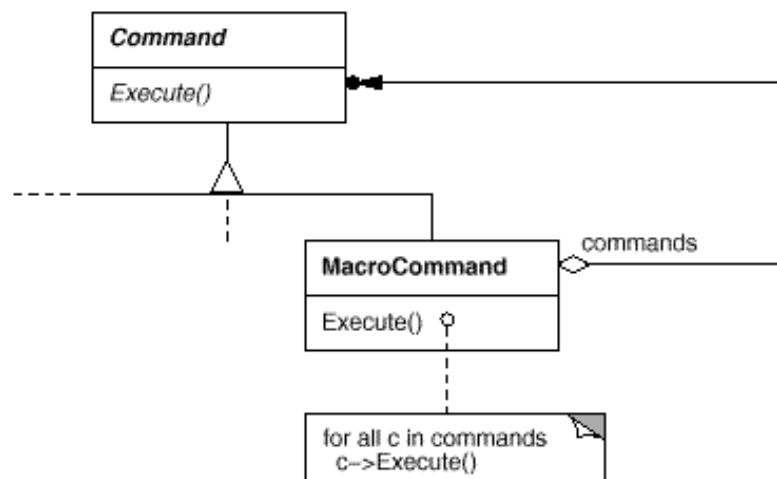 Command
Execute()
commands
MacroCommand
Execute()
for all c in commands
c->Execute()